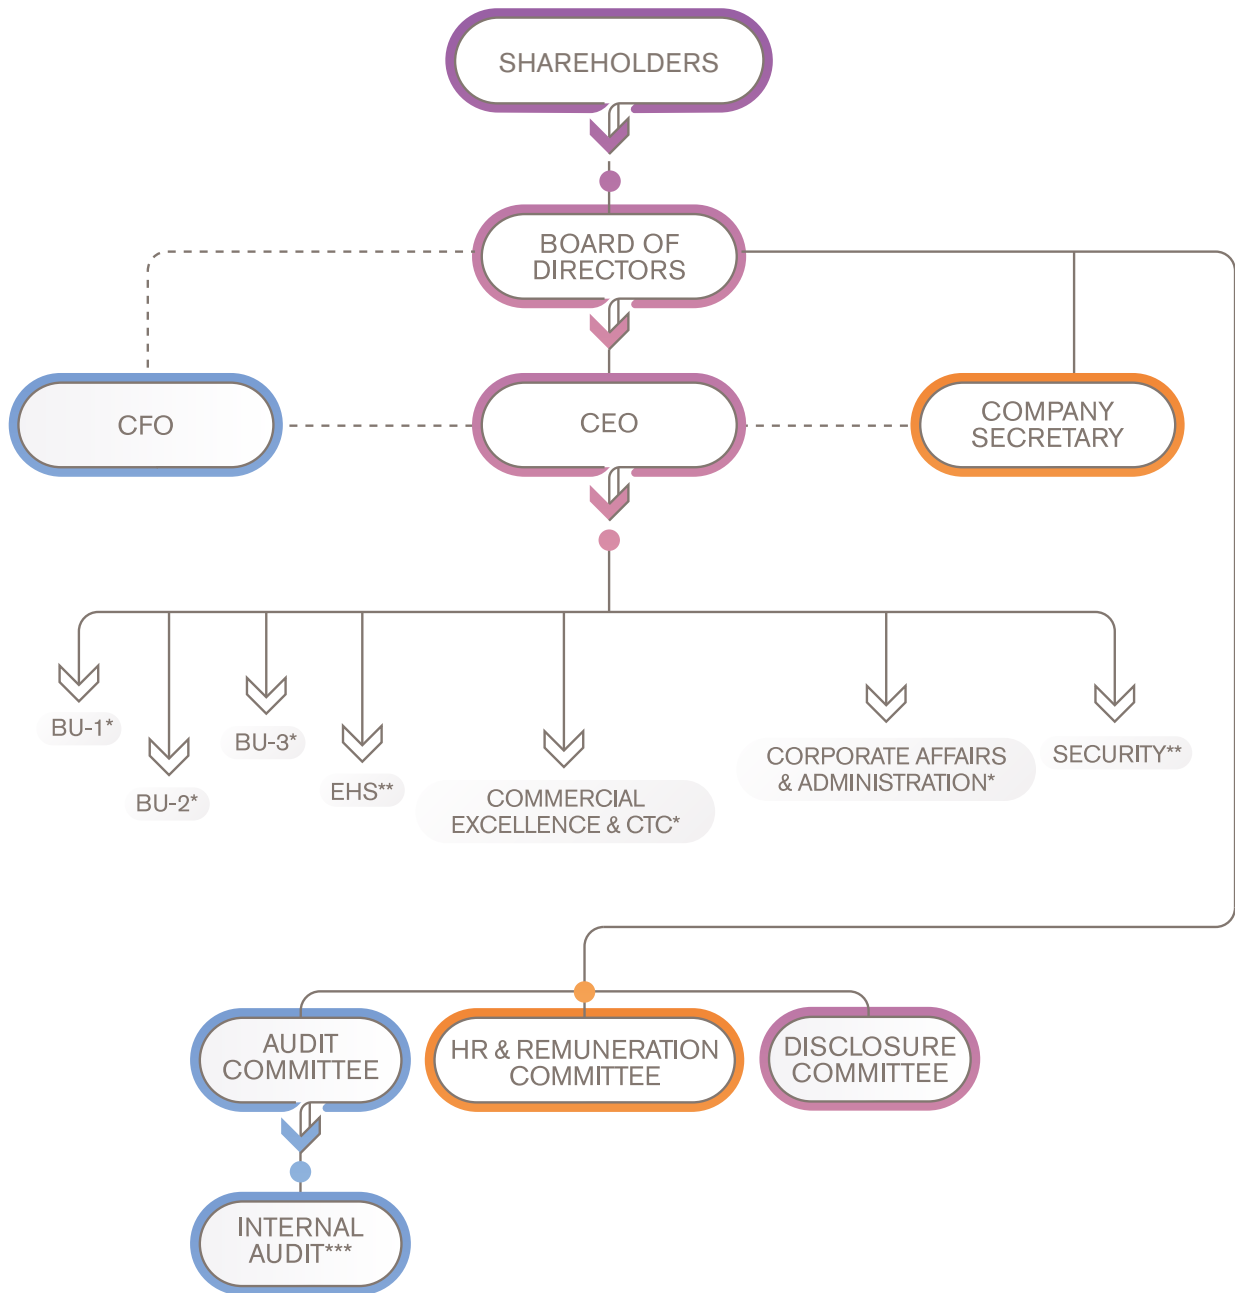 SHAREHOLDERS
BOARD OF
DIRECTORS
CFO
CEO
COMPANY
SECRETARY
BU-1*
BU-2*
BU-3*
EHS**
COMMERCIAL
EXCELLENCE & CTC*
CORPORATE AFFAIRS
& ADMINISTRATION*
SECURITY**
AUDIT
COMMITTEE
HR & REMUNERATION
COMMITTEE
DISCLOSURE
COMMITTEE
INTERNAL
AUDIT***